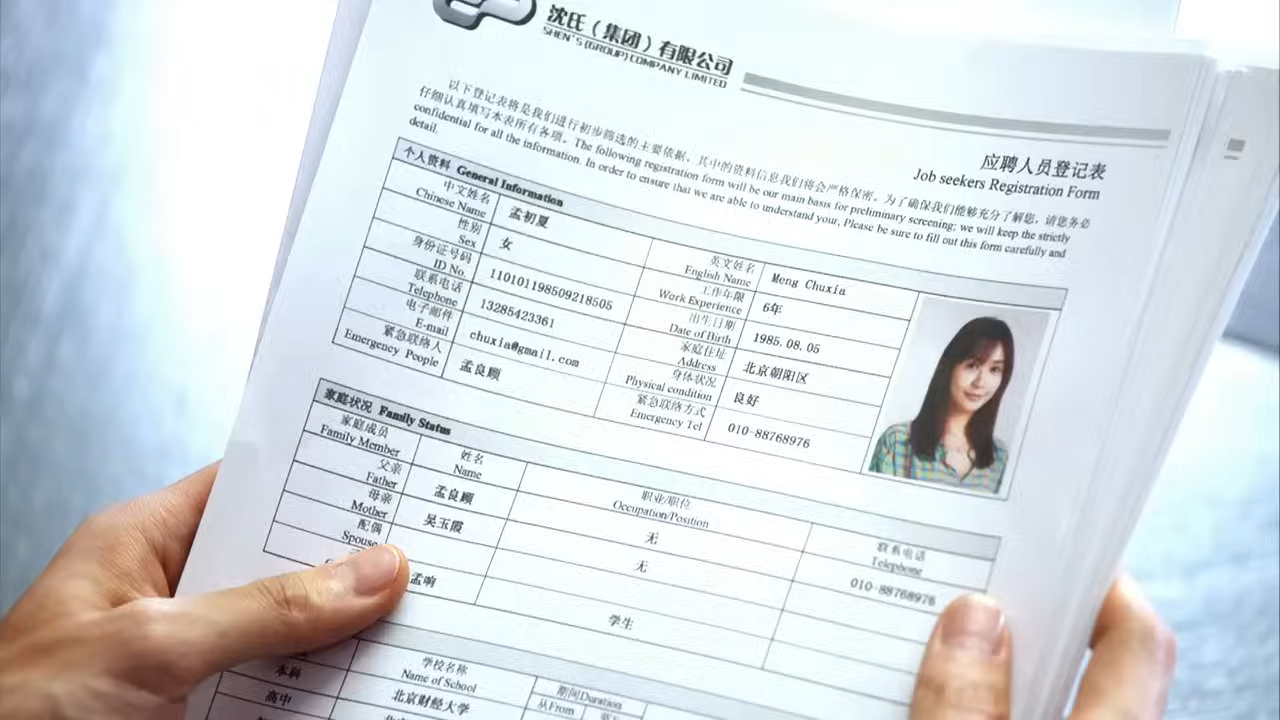 沈氏（集团）有限公司
SHEN'S (GROUP) COMPANY LIMITED
应聘人员登记表
Job seekers Registration Form
以下登记表将是我们进行初步筛选的主要依据，其中的资料信息我们将会严格保密。为了确保我们能够充分了解您，请您务必
仔细认真填写本表所有各项。The following registration form will be our main basis for preliminary screening; we will keep the strictly
confidential for all the information. In order to ensure that we are able to understand your, Please be sure to fill out this form carefully and
detail.
个人资料 General Information
中文姓名 孟初夏 英文姓名 Meng Chuxia
Chinese Name English Name
性别 女 工作年限 6年
Sex Work Experience
身份证号码 110101198509218505 出生日期 1985.08.05
ID No. Date of Birth
联系电话 13285423361 家庭住址 北京朝阳区
Telephone Address
电子邮件 chuxia@gmail.com 身体状况 良好
E-mail Physical condition
紧急联络人 孟良顾 紧急联络方式 010-88768976
Emergency People Emergency Tel
家庭状况 Family Status
家庭成员 姓名 职业/职位 联系电话
Family Member Name Occupation/Position Telephone
父亲 孟良顾 无 010-88768976
Father
母亲 吴玉霞 无
Mother
配偶
Spouse
孟响 学生
学校名称 期间Duration
Name of School 从From
本科 北京财经大学
高中